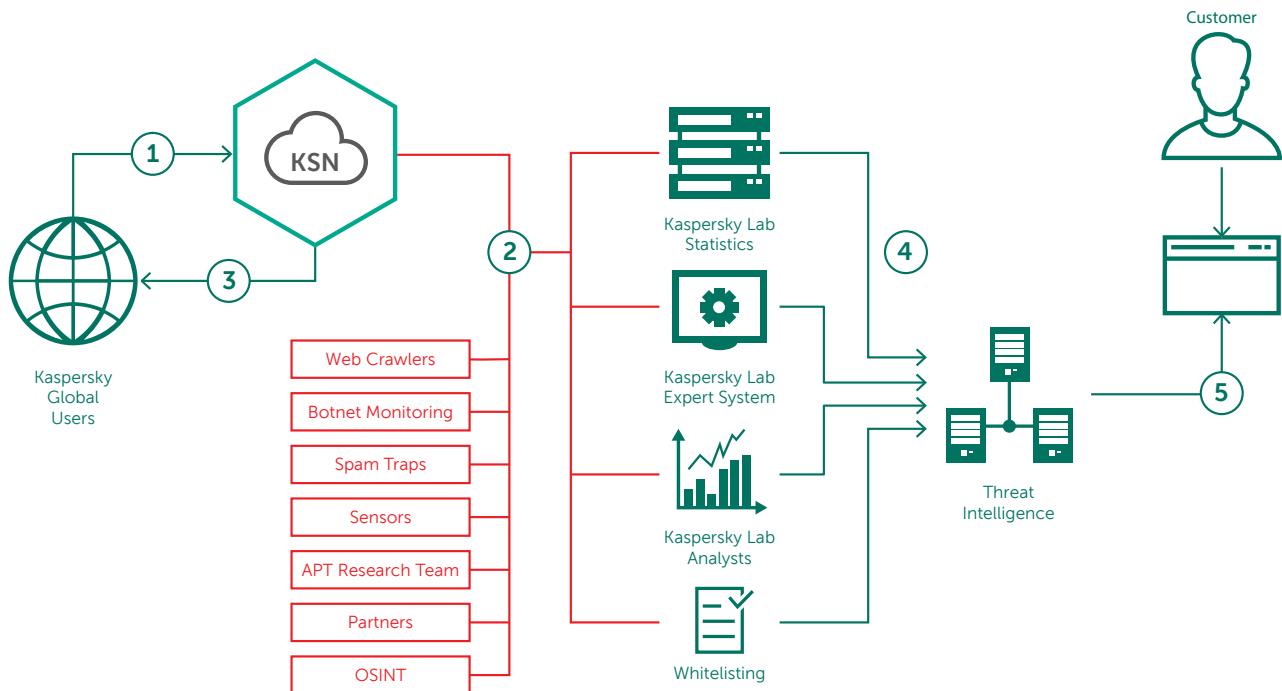 Customer
1
KSN
2
3
4
Kaspersky
Global
Users
Web Crawlers
Botnet Monitoring
Spam Traps
Sensors
APT Research Team
Partners
OSINT
Kaspersky Lab
Statistics
Kaspersky Lab
Expert System
Kaspersky Lab
Analysts
Whitelisting
Threat
Intelligence
5